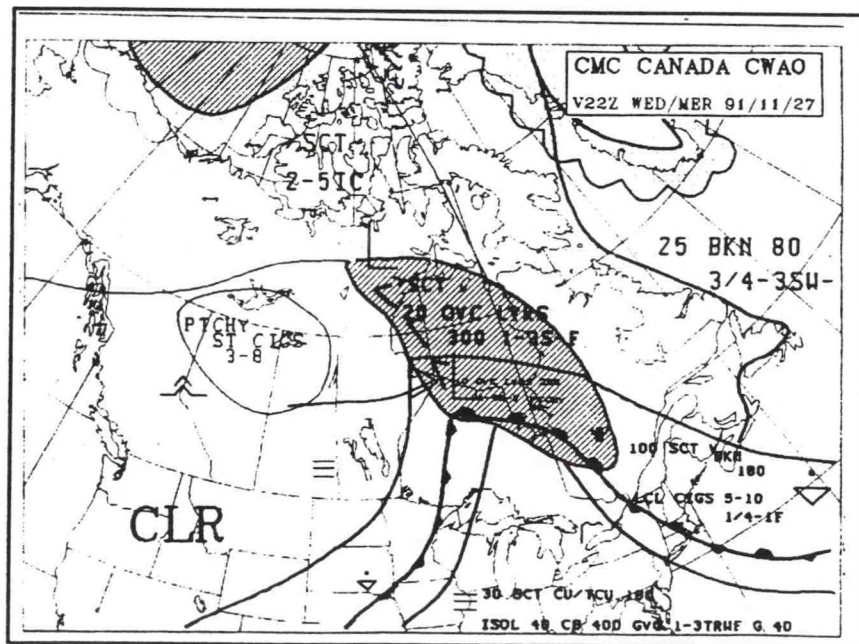 CMC CANADA CWAO
V22Z WED/MER 91/11/27
SCT
2-5IC
25 BKN 80
3/4-3SW-
SCT
20 OVC LYRS
300
PTCHY
ST CIGS
3-8
100 SCT V BKN
180
LCL CIGS 5-10
1/4-1F
CLR
30 SCT CU/TCU 180
ISOL 40 CB 400 GVG 1-3TRWF G 40